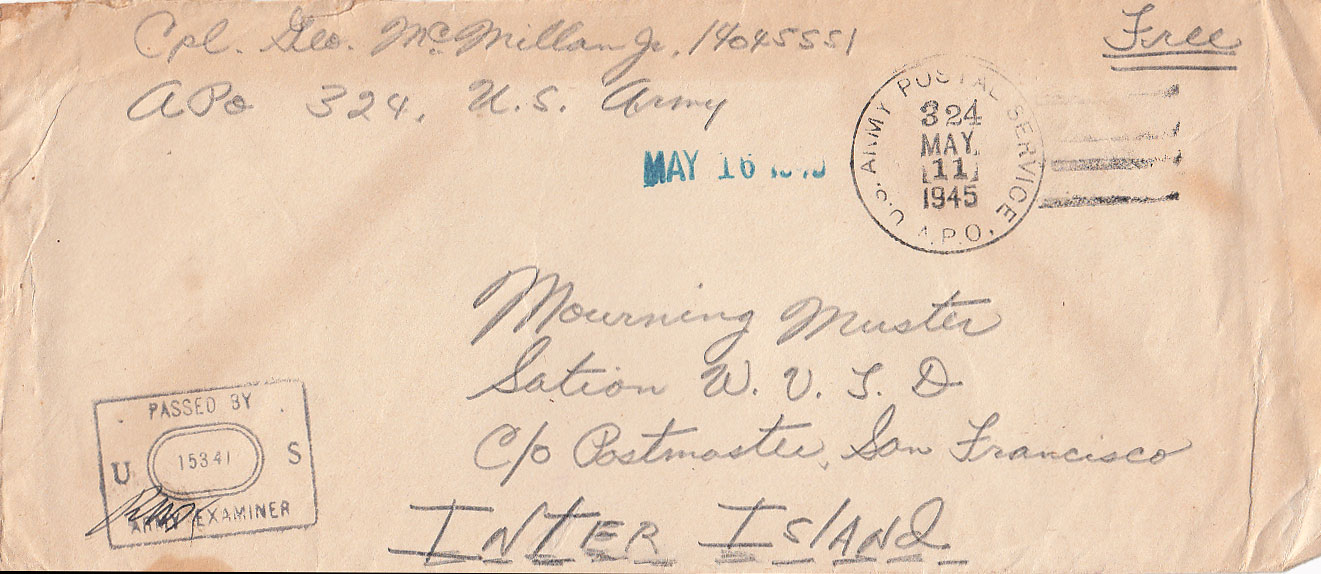 Cpl. Geo. McMillan Jr. 14045551
APO 324, U.S. Army
Free
U.S. ARMY POSTAL SERVICE
324
MAY
11
1945
A.P.O.
MAY 16 1945
Mourning Muster
Sation W. V. T. D
C/o Postmaster, San Francisco
INTER ISLAND
PASSED BY
U 15341 S
ARMY EXAMINER